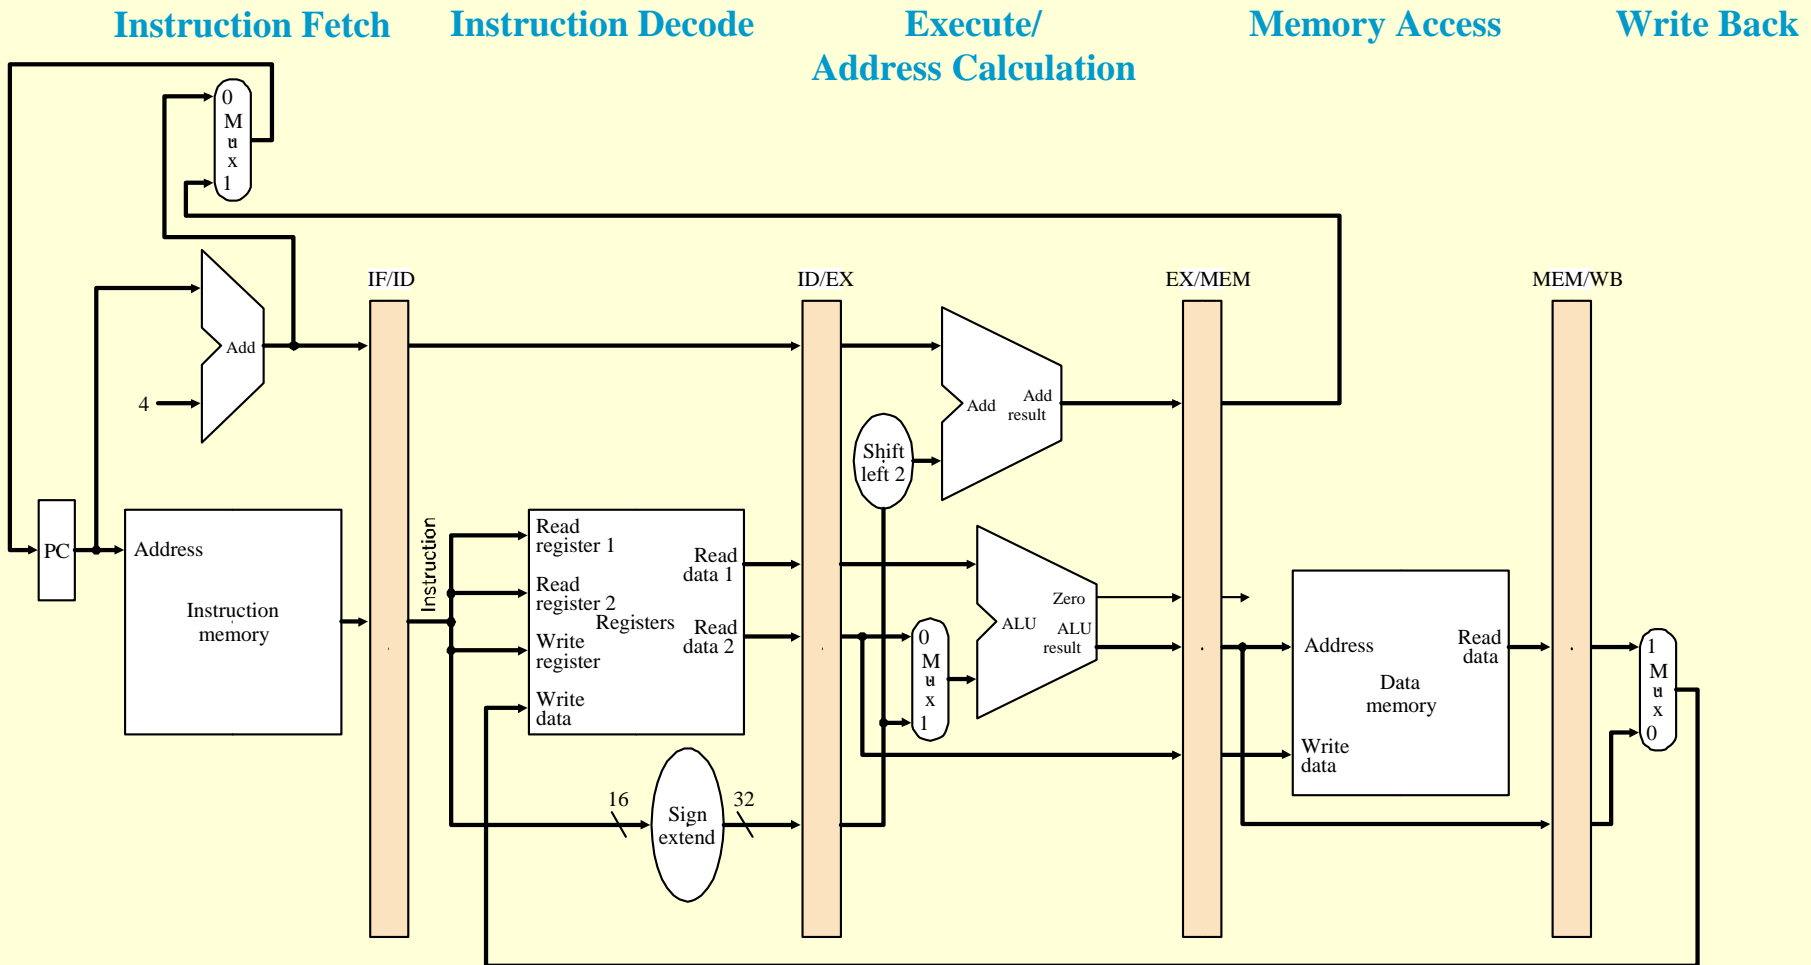 Instruction Fetch
Instruction Decode
Execute/
Address Calculation
Memory Access
Write Back
0
M
u
x
1
IF/ID
ID/EX
EX/MEM
MEM/WB
Add
4
Add
Add
result
Shift
left 2
PC
Address
Instruction
memory
Instruction
Read
register 1
Read
register 2
Write
register
Write
data
Registers
Read
data 1
Read
data 2
16
Sign
extend
32
0
M
u
x
1
Zero
ALU
ALU
result
Address
Read
data
Data
memory
Write
data
1
M
u
x
0